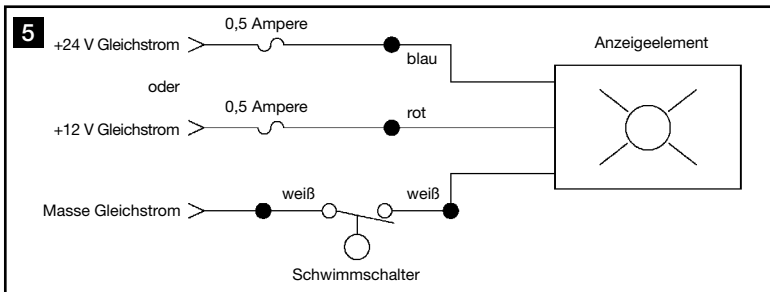 5
+24 V Gleichstrom
0,5 Ampere
blau
Anzeigeelement
oder
+12 V Gleichstrom
0,5 Ampere
rot
Masse Gleichstrom
weiß
weiß
Schwimmschalter